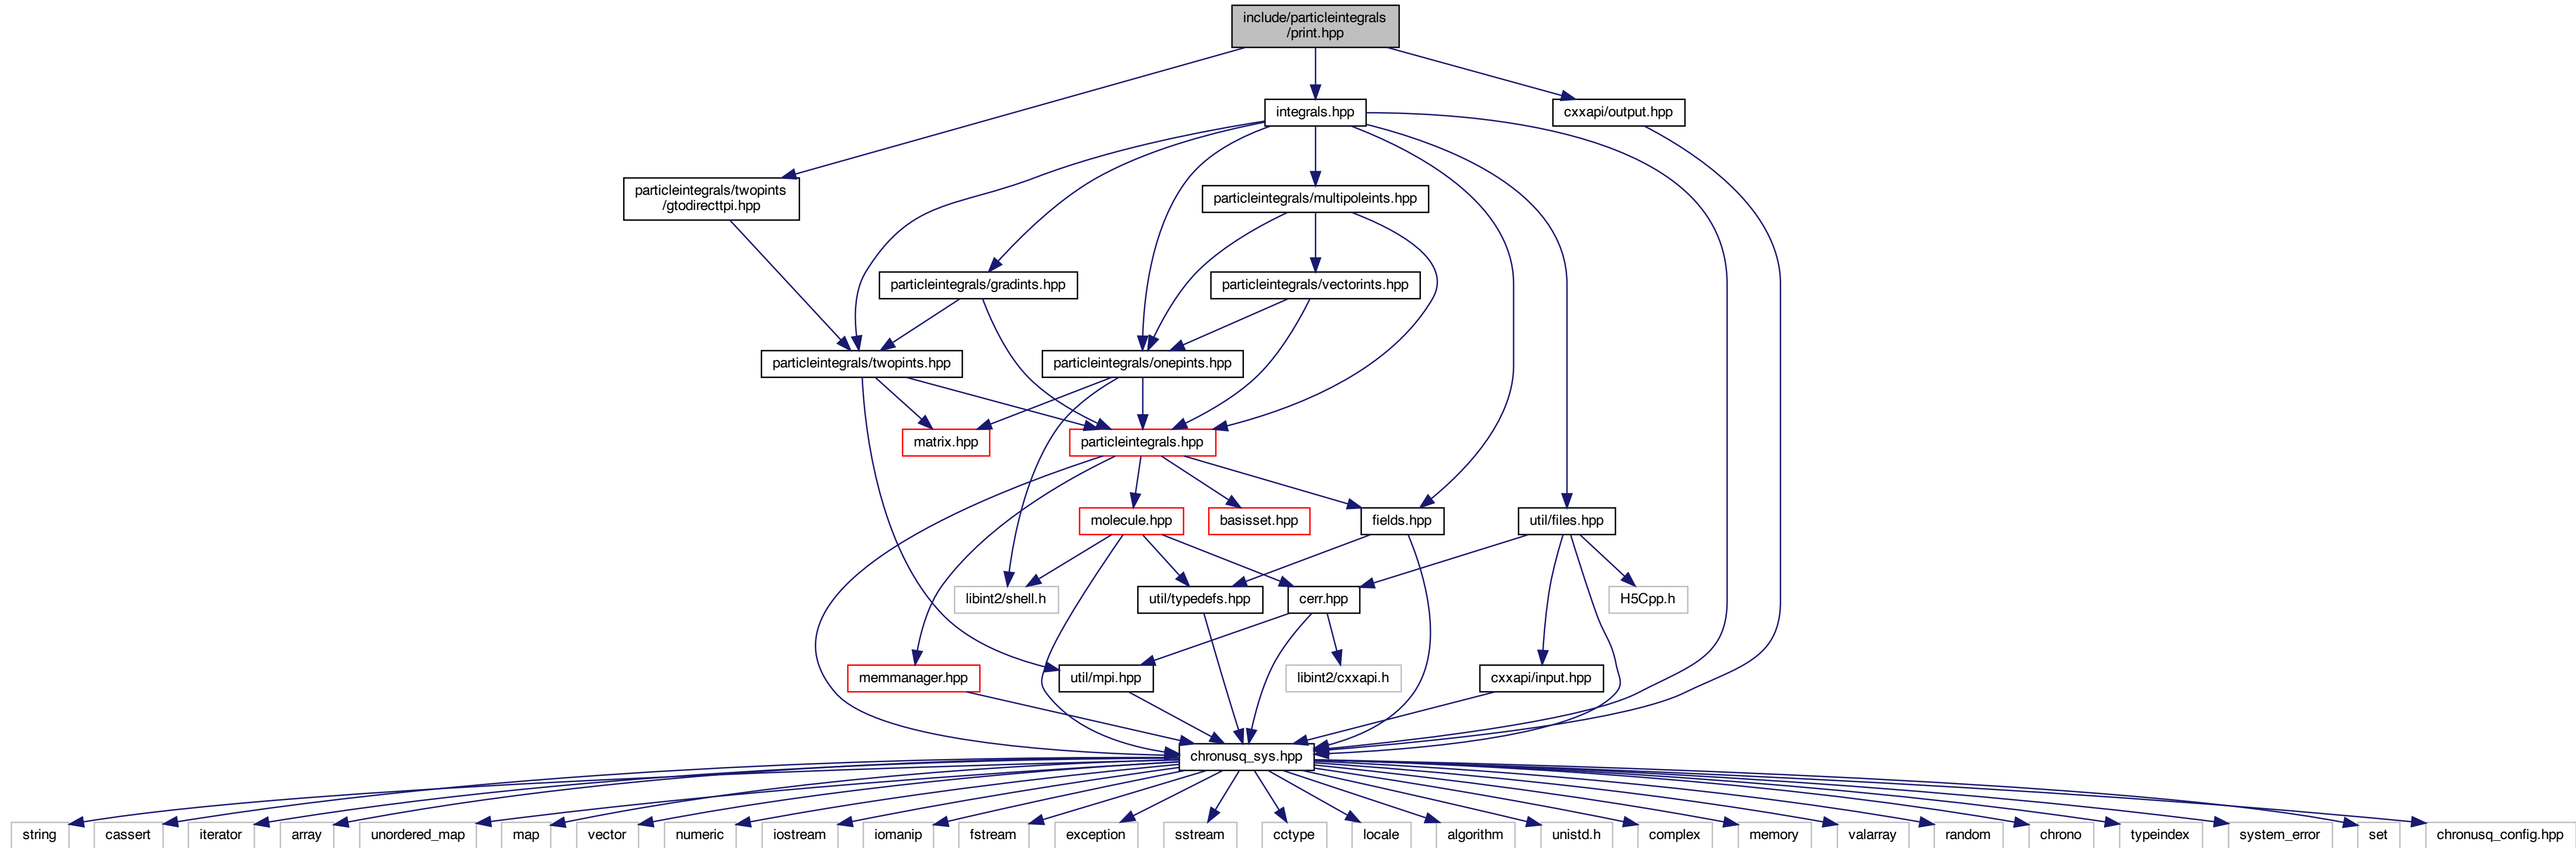 include/particleintegrals
/print.hpp
integrals.hpp
cxxapi/output.hpp
particleintegrals/twopints
/gtodirecttpi.hpp
particleintegrals/multipoleints.hpp
particleintegrals/gradints.hpp
particleintegrals/vectorints.hpp
particleintegrals/twopints.hpp
particleintegrals/onepints.hpp
matrix.hpp
particleintegrals.hpp
molecule.hpp
basisset.hpp
fields.hpp
util/files.hpp
libint2/shell.h
util/typedefs.hpp
cerr.hpp
H5Cpp.h
memmanager.hpp
util/mpi.hpp
libint2/cxxapi.h
cxxapi/input.hpp
chronusq_sys.hpp
string
cassert
iterator
array
unordered_map
map
vector
numeric
iostream
iomanip
fstream
exception
sstream
cctype
locale
algorithm
unistd.h
complex
memory
valarray
random
chrono
typeindex
system_error
set
chronusq_config.hpp